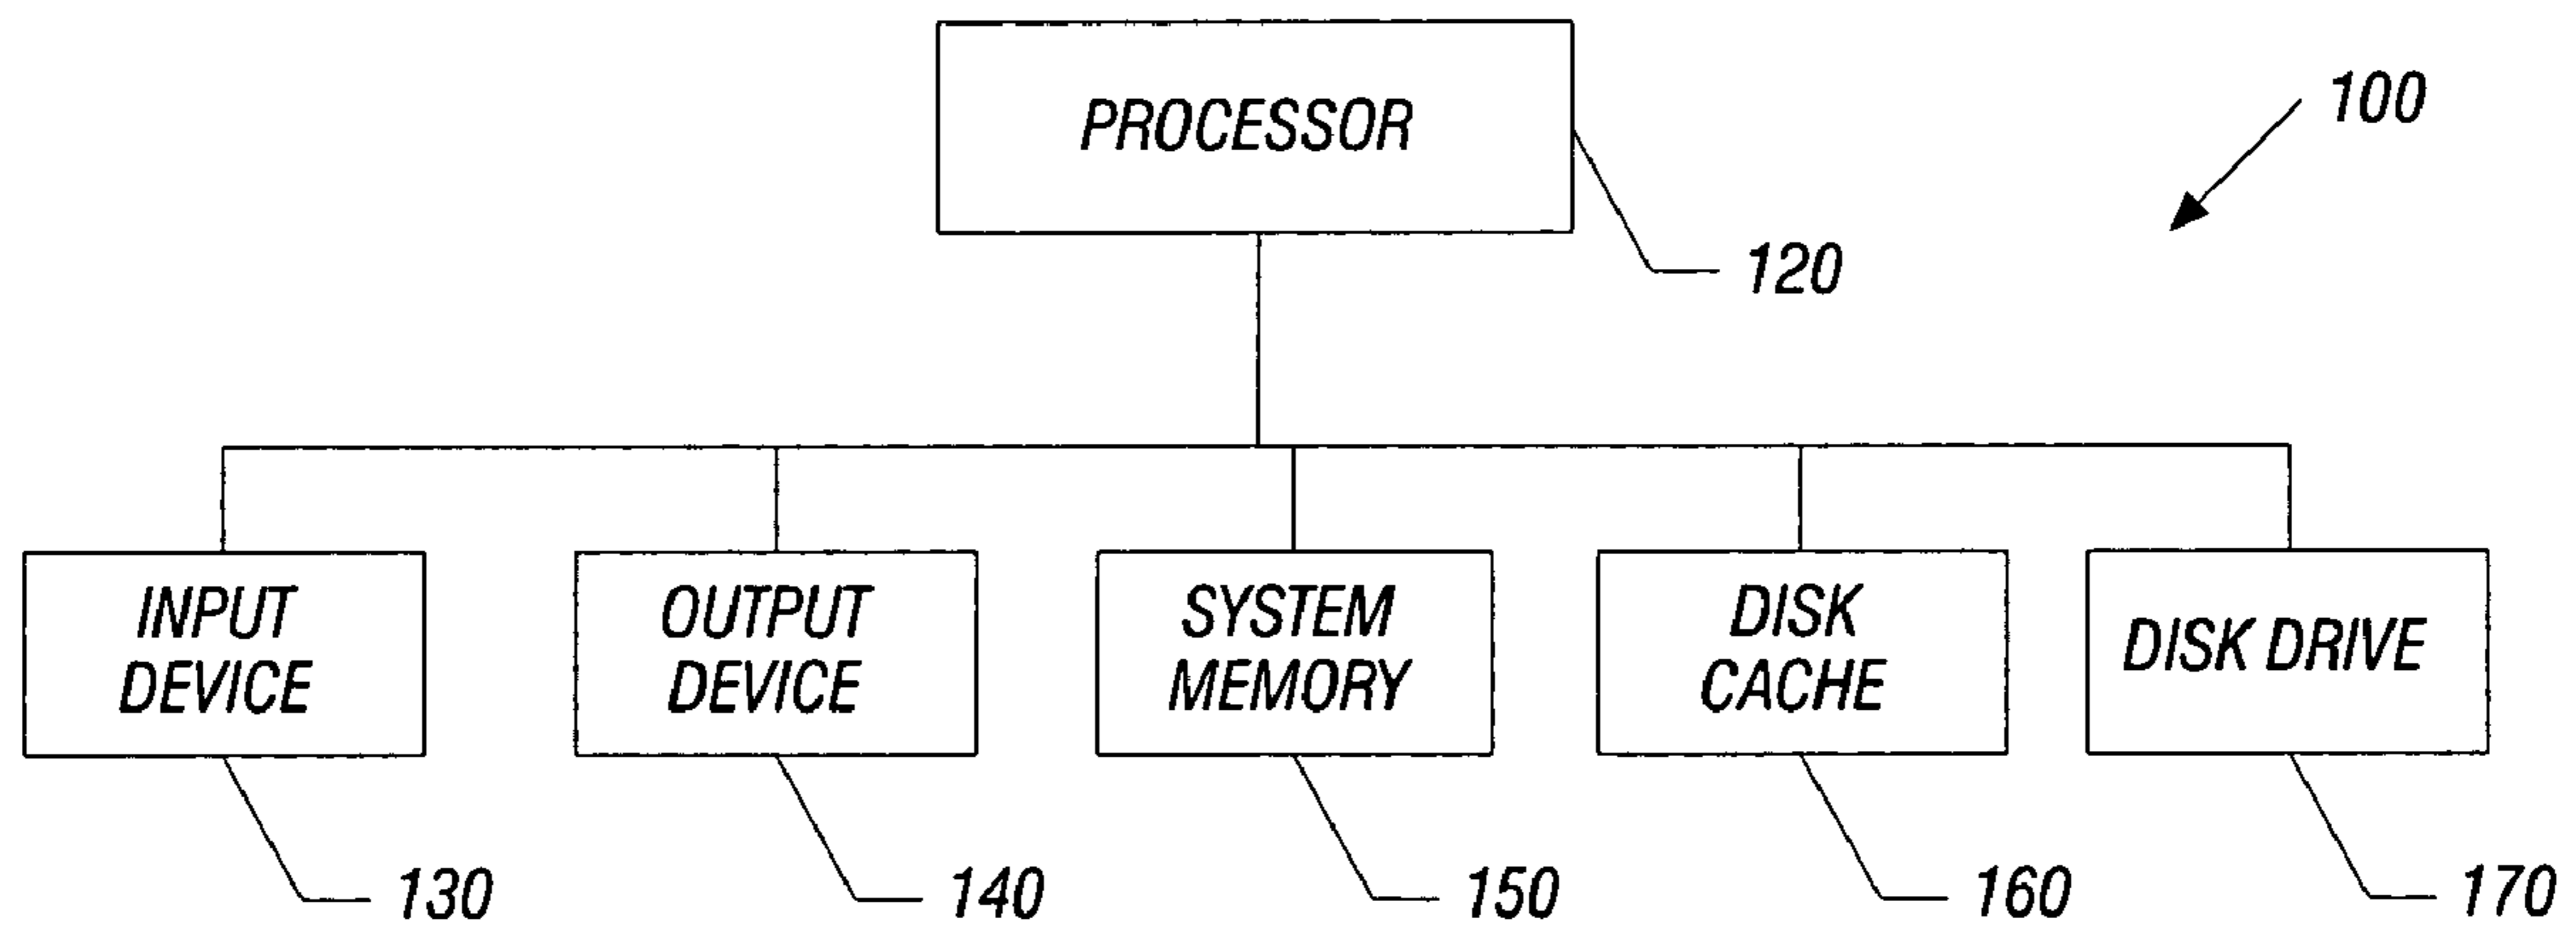 PROCESSOR
100
120
INPUT
DEVICE
OUTPUT
DEVICE
SYSTEM
MEMORY
DISK
CACHE
DISK DRIVE
130
140
150
160
170